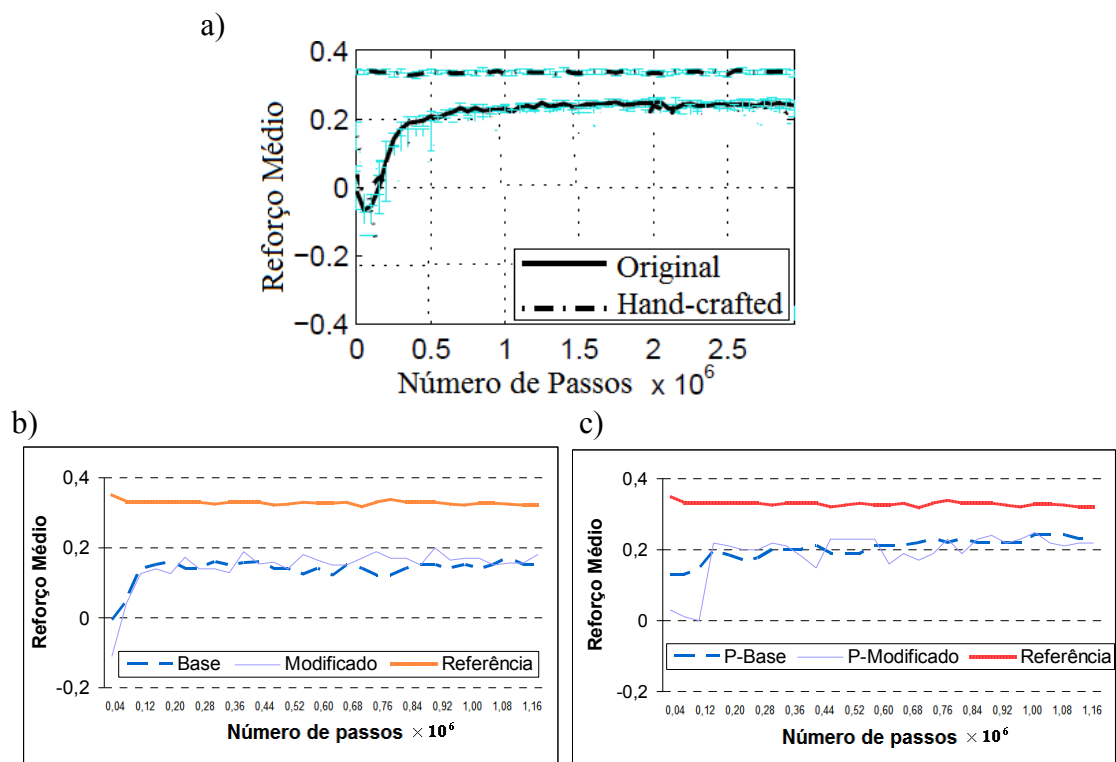 a)
Reforço Médio
0.4
0.2
0
−0.2
−0.4
Original
Hand-crafted
0 0.5 1 1.5 2 2.5
Número de Passos x 10⁶
b)
Reforço Médio
0,4
0,2
0
-0,2
Base Modificado Referência
0,04 0,12 0,20 0,28 0,36 0,44 0,52 0,60 0,68 0,76 0,84 0,92 1,00 1,08 1,16
Número de passos × 10⁶
c)
Reforço Médio
0,4
0,2
0
-0,2
P-Base P-Modificado Referência
0,04 0,12 0,20 0,28 0,36 0,44 0,52 0,60 0,68 0,76 0,84 0,92 1,00 1,08 1,16
Número de passos × 10⁶